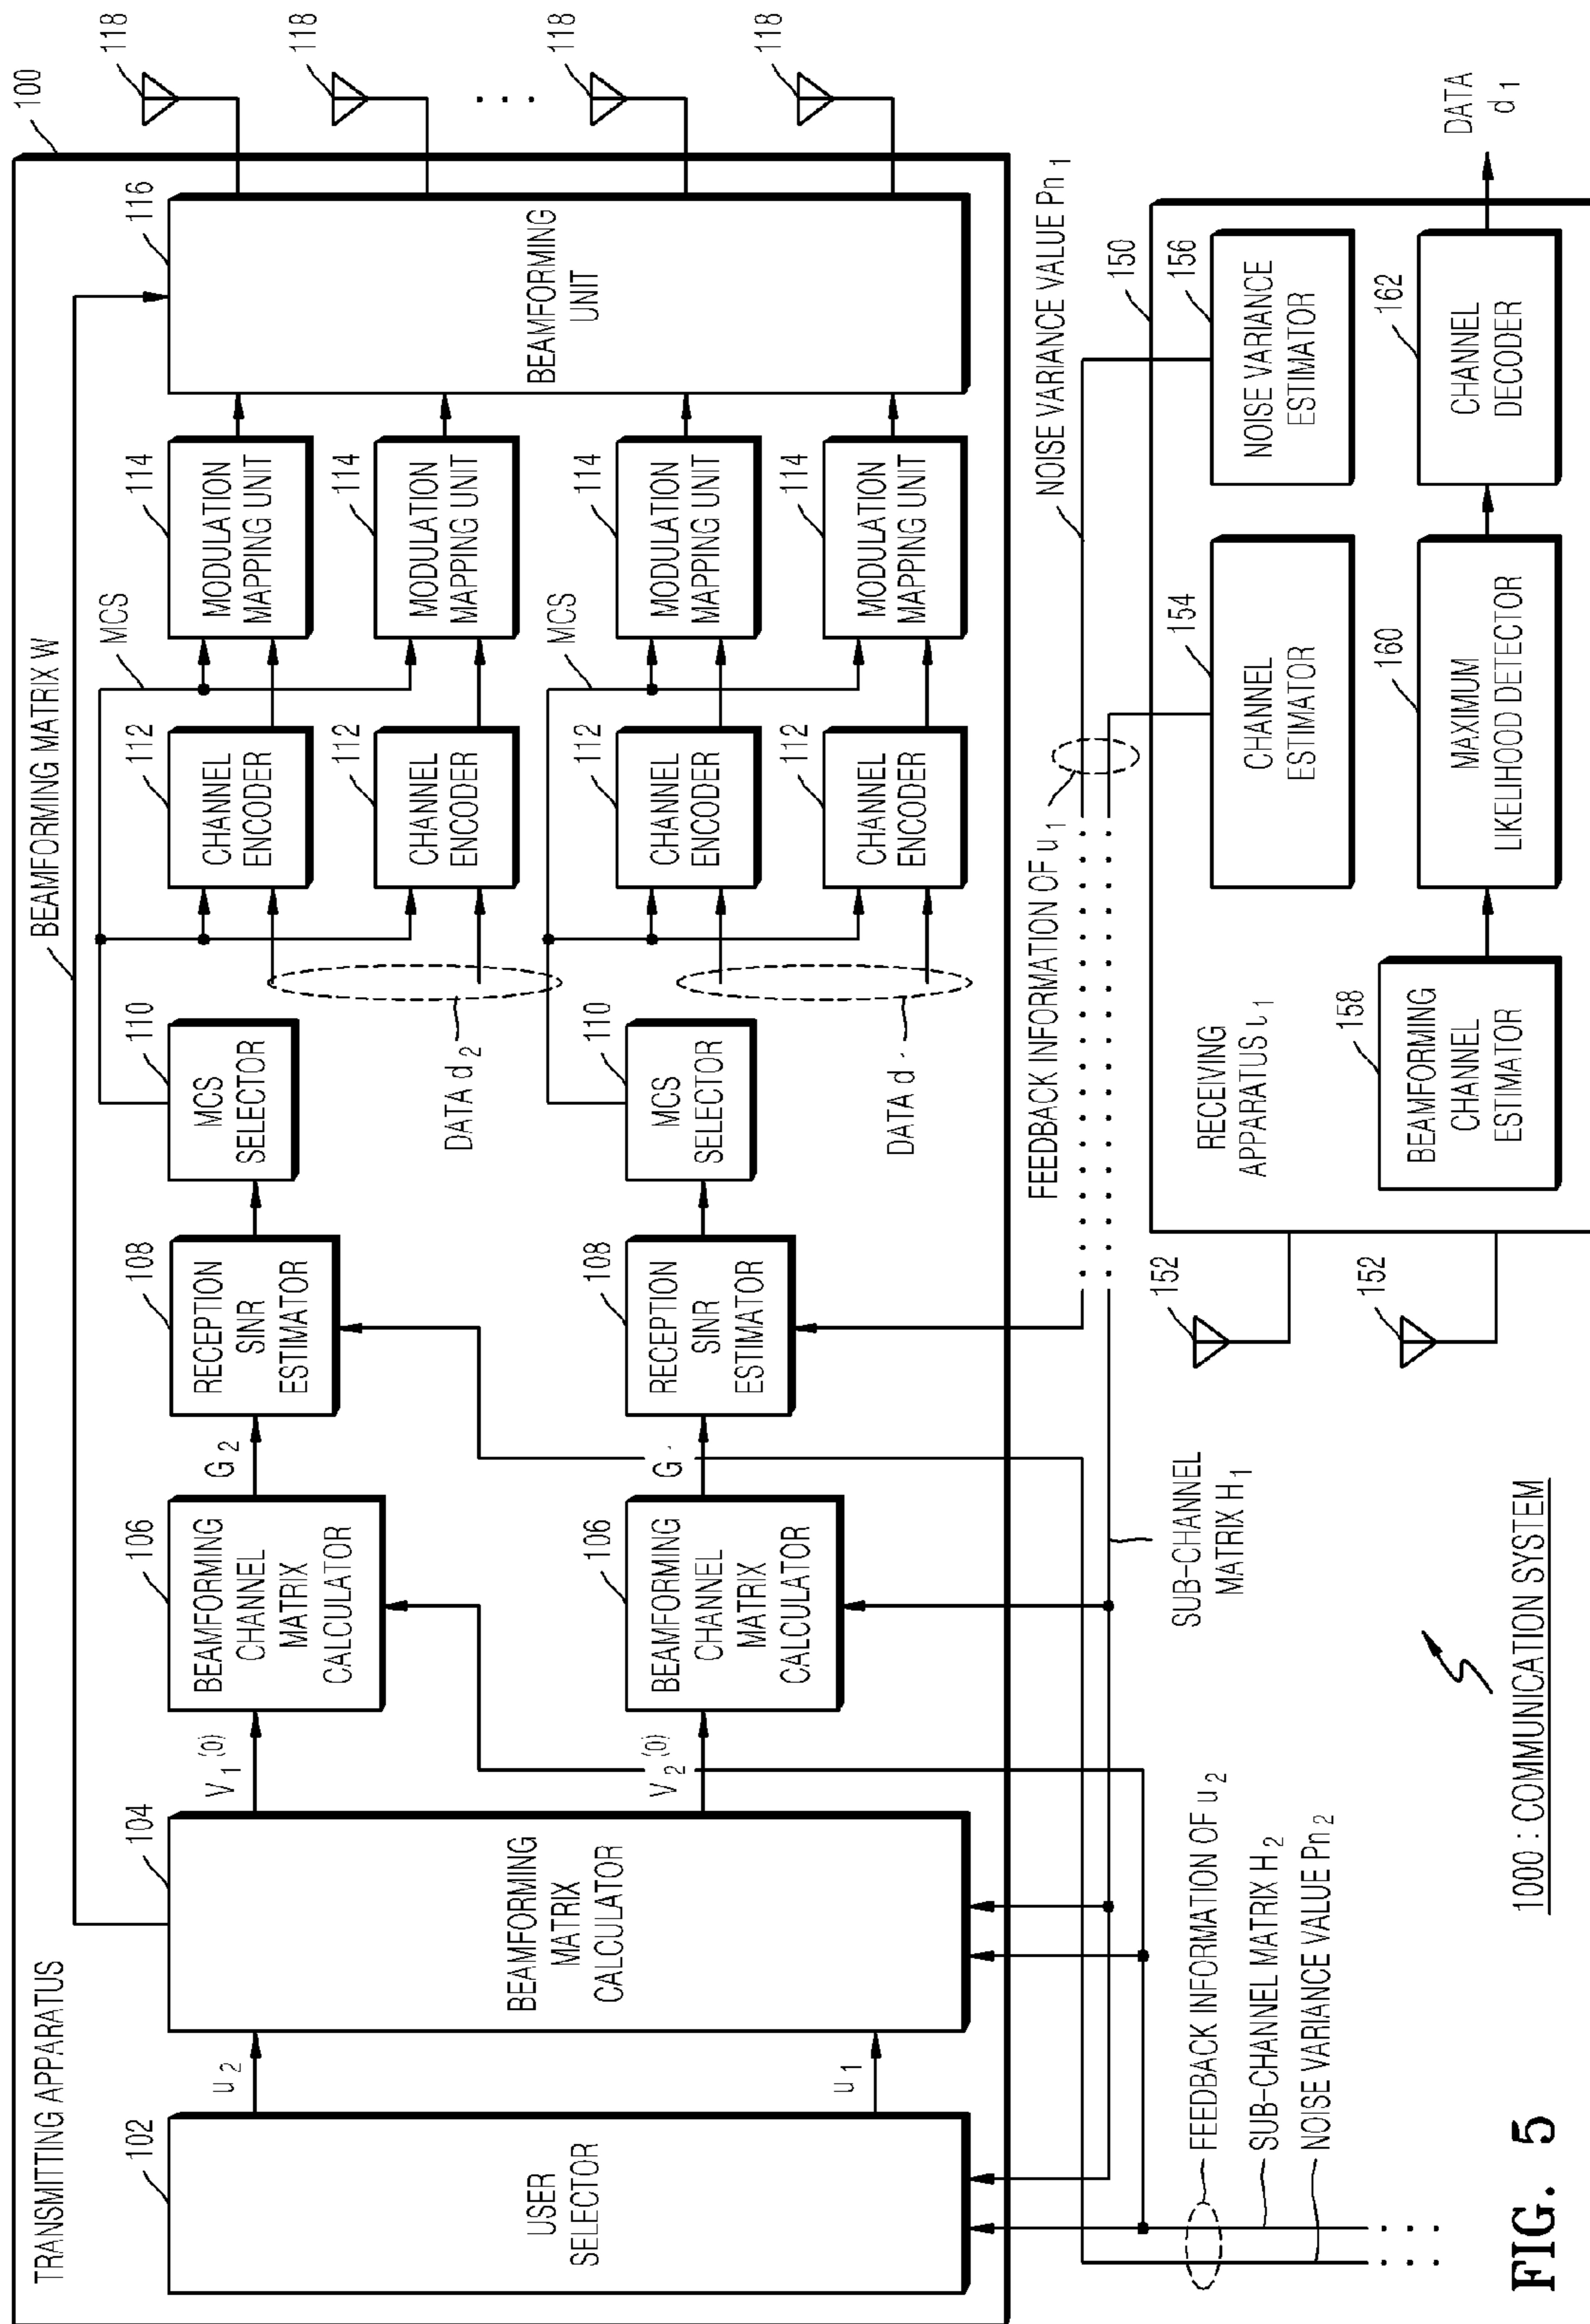 TRANSMITTING APPARATUS
BEAMFORMING MATRIX W
100
102
USER
SELECTOR
u2
u1
104
BEAMFORMING
MATRIX
CALCULATOR
V1(0)
V2(0)
106
BEAMFORMING
CHANNEL
MATRIX
CALCULATOR
106
BEAMFORMING
CHANNEL
MATRIX
CALCULATOR
G2
G
108
RECEPTION
SINR
ESTIMATOR
108
RECEPTION
SINR
ESTIMATOR
110
MCS
SELECTOR
110
MCS
SELECTOR
DATA d2
DATA d
112
CHANNEL
ENCODER
112
CHANNEL
ENCODER
112
CHANNEL
ENCODER
112
CHANNEL
ENCODER
MCS
MCS
114
MODULATION
MAPPING UNIT
114
MODULATION
MAPPING UNIT
114
MODULATION
MAPPING UNIT
114
MODULATION
MAPPING UNIT
116
BEAMFORMING
UNIT
118
118
118
118
FEEDBACK INFORMATION OF u2
SUB-CHANNEL MATRIX H2
NOISE VARIANCE VALUE Pn2
SUB-CHANNEL
MATRIX H1
FEEDBACK INFORMATION OF u1
NOISE VARIANCE VALUE Pn1
150
152
152
RECEIVING
APPARATUS u1
154
CHANNEL
ESTIMATOR
156
NOISE VARIANCE
ESTIMATOR
158
BEAMFORMING
CHANNEL
ESTIMATOR
160
MAXIMUM
LIKELIHOOD DETECTOR
162
CHANNEL
DECODER
DATA
d1
1000 : COMMUNICATION SYSTEM
FIG. 5